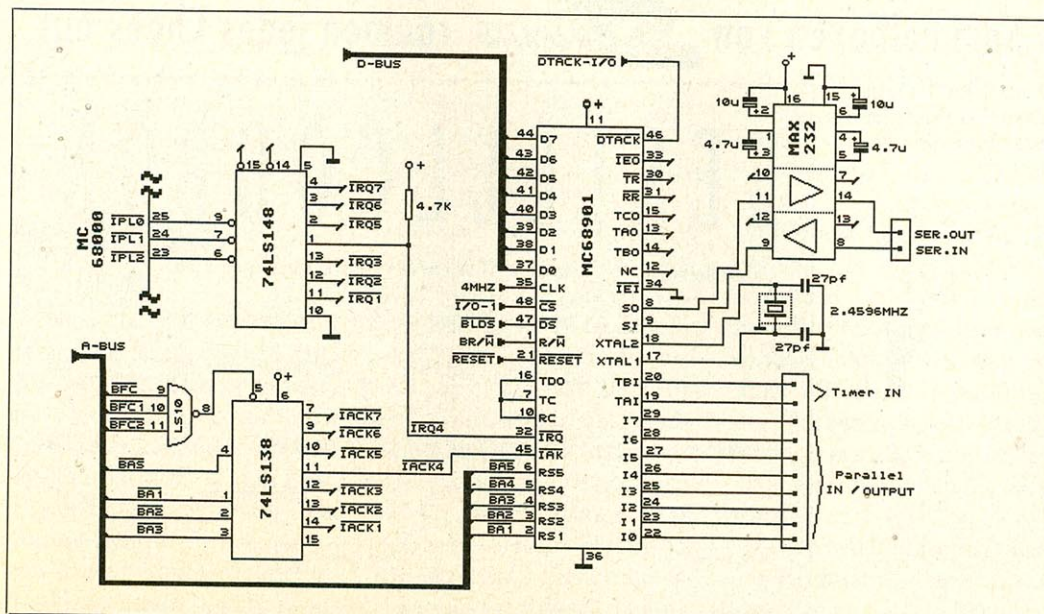 D-BUS
DTACK-I/O
MC 68000
IPL0 25 9
IPL1 24 7
IPL2 23 6
15 14 5
74LS148
4 IRQ7
3 IRQ6
2 IRQ5
1
13 IRQ3
12 IRQ2
11 IRQ1
10
+
4.7K
A-BUS
BFC 9
BFC1 10
BFC2 11
LS10
8
5
6 +
74LS138
BAS 4
BA1 1
BA2 2
BA3 3
7 IACK7
9 IACK6
10 IACK5
11 IACK4
12 IACK3
13 IACK2
14 IACK1
15
IRQ4
+
11
MC68901
44 D7
43 D6
42 D5
41 D4
40 D3
39 D2
38 D1
37 D0
4MHZ 35 CLK
I/O-1 48 CS
BLDS 47 DS
BR/W 1 R/W
RESET 21 RESET
16 TDO
7 TC
10 RC
32 IRQ
45 IAK
BA5 6 RS5
BA4 5 RS4
BA3 4 RS3
BA2 3 RS2
BA1 2 RS1
36
DTACK 46
IEO 33
TR 30
RR 31
TCO 15
TAO 13
TBO 14
NC 12
IEI 34
SO 8
SI 9
XTAL2 18
XTAL1 17
TBI 20
TAI 19
I7 29
I6 28
I5 27
I4 26
I3 25
I2 24
I1 23
I0 22
+
10u + 2
16
15 + 10u
6
4.7u 1 + 3
MAX 232
4 + 4.7u
5
10 7
11 14
12 13
9 8
SER.OUT
SER.IN
27pf
2.4596MHZ
27pf
Timer IN
Parallel
IN/OUTPUT